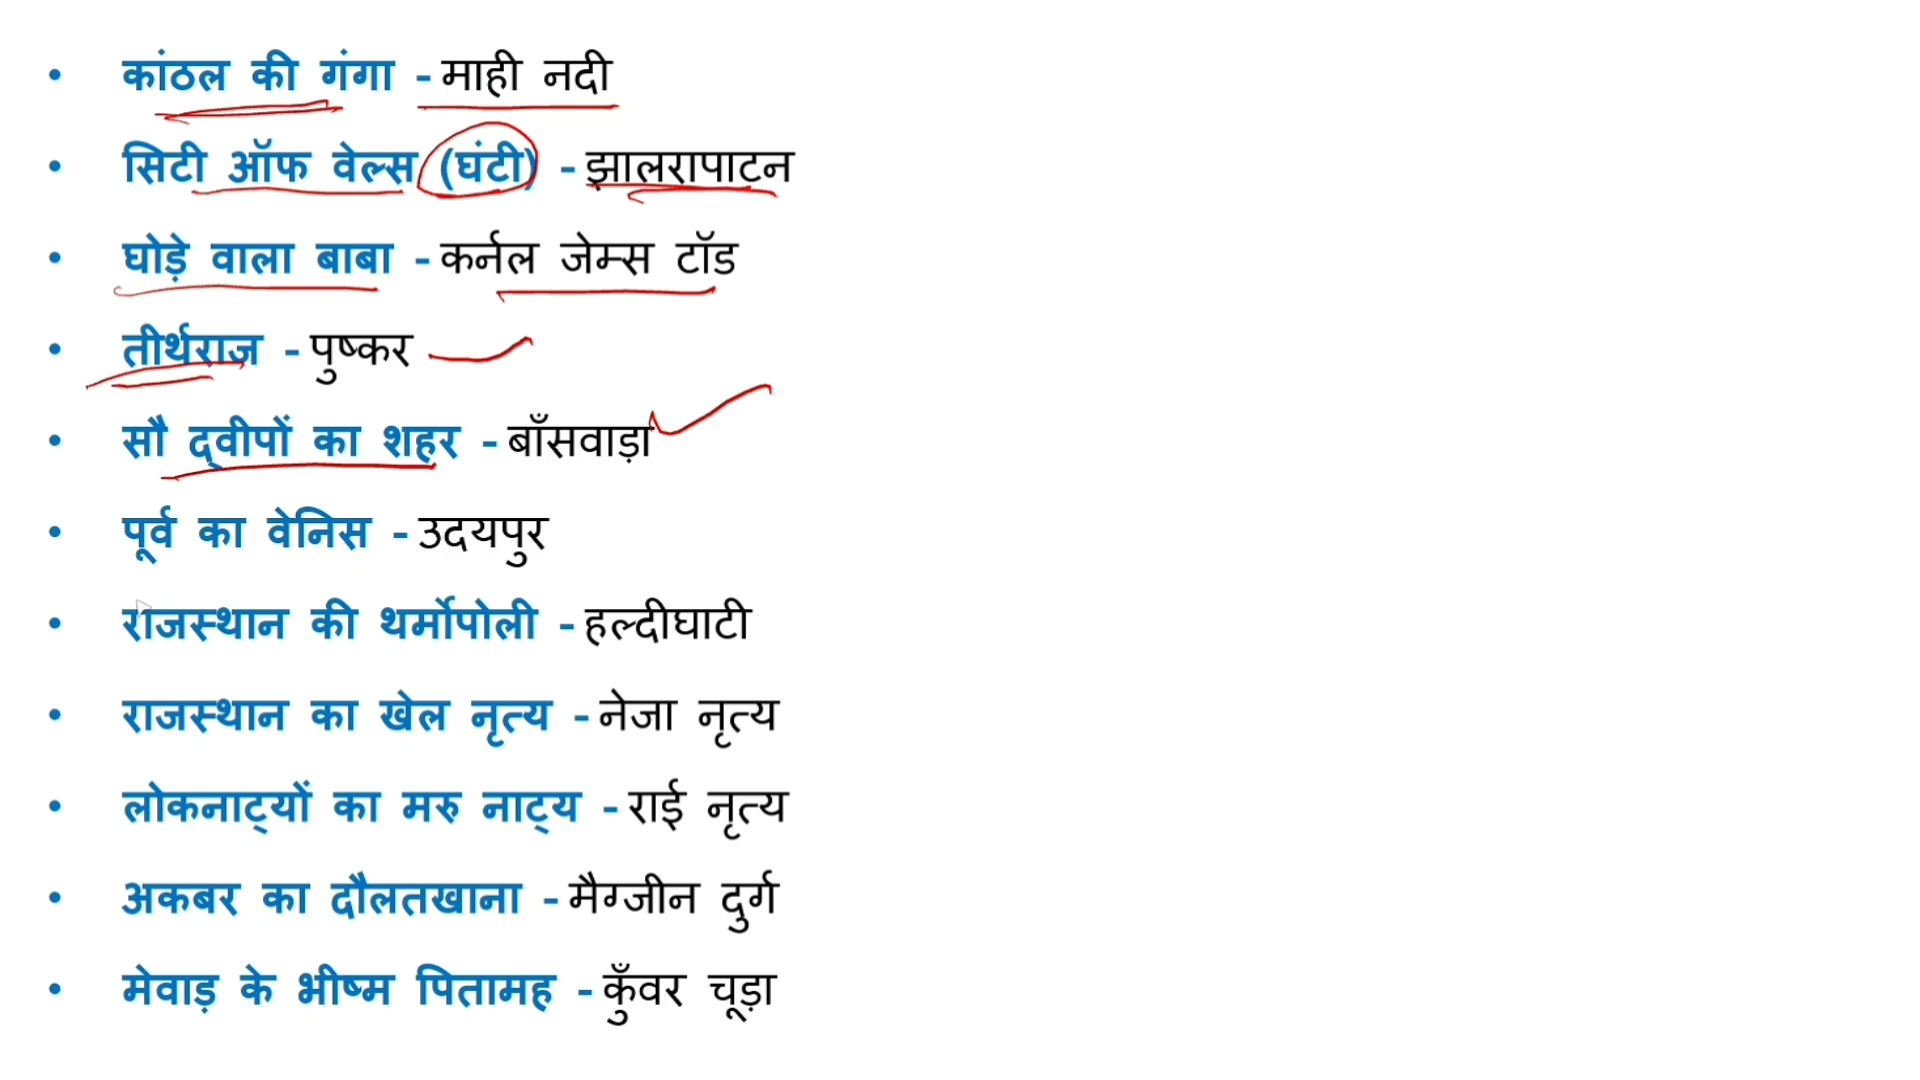 • कांठल की गंगा - माही नदी
• सिटी ऑफ वेल्स (घंटी) - झालरापाटन
• घोड़े वाला बाबा - कर्नल जेम्स टॉड
• तीर्थराज - पुष्कर
• सौ द्वीपों का शहर - बाँसवाड़ा
• पूर्व का वेनिस - उदयपुर
• राजस्थान की थर्मोपोली - हल्दीघाटी
• राजस्थान का खेल नृत्य - नेजा नृत्य
• लोकनाट्यों का मरु नाट्य - राई नृत्य
• अकबर का दौलतखाना - मैग्जीन दुर्ग
• मेवाड़ के भीष्म पितामह - कुँवर चूड़ा